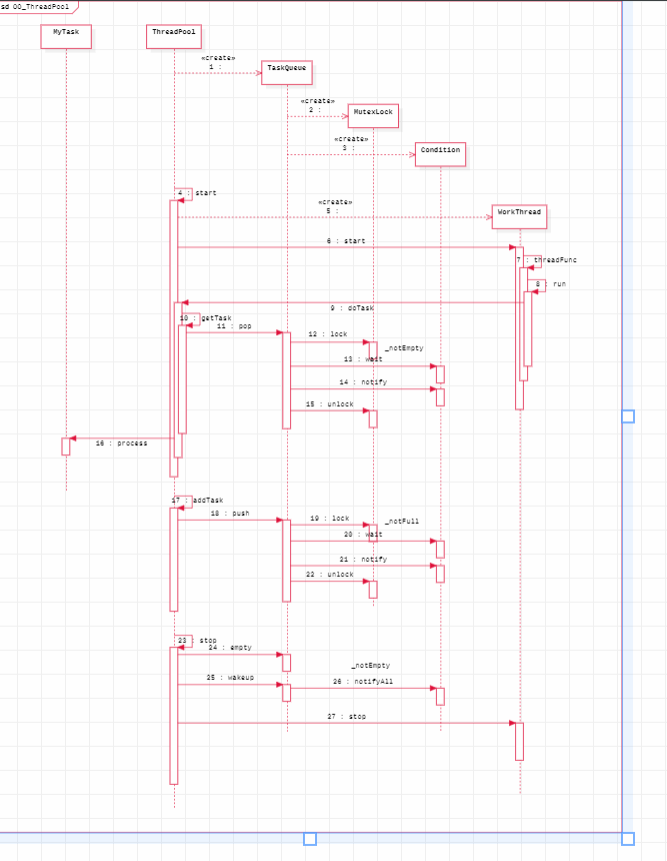 sd 00_ThreadPool
MyTask
ThreadPool
«create»
1 :
TaskQueue
«create»
2 :
MutexLock
«create»
3 :
Condition
4 : start
«create»
5 :
WorkThread
6 : start
7 : threadFunc
8 : run
9 : doTask
10 : getTask
11 : pop
12 : lock
_notEmpty
13 : wait
14 : notify
15 : unlock
16 : process
17 : addTask
18 : push
19 : lock
_notFull
20 : wait
21 : notify
22 : unlock
23 : stop
24 : empty
_notEmpty
25 : wakeup
26 : notifyAll
27 : stop